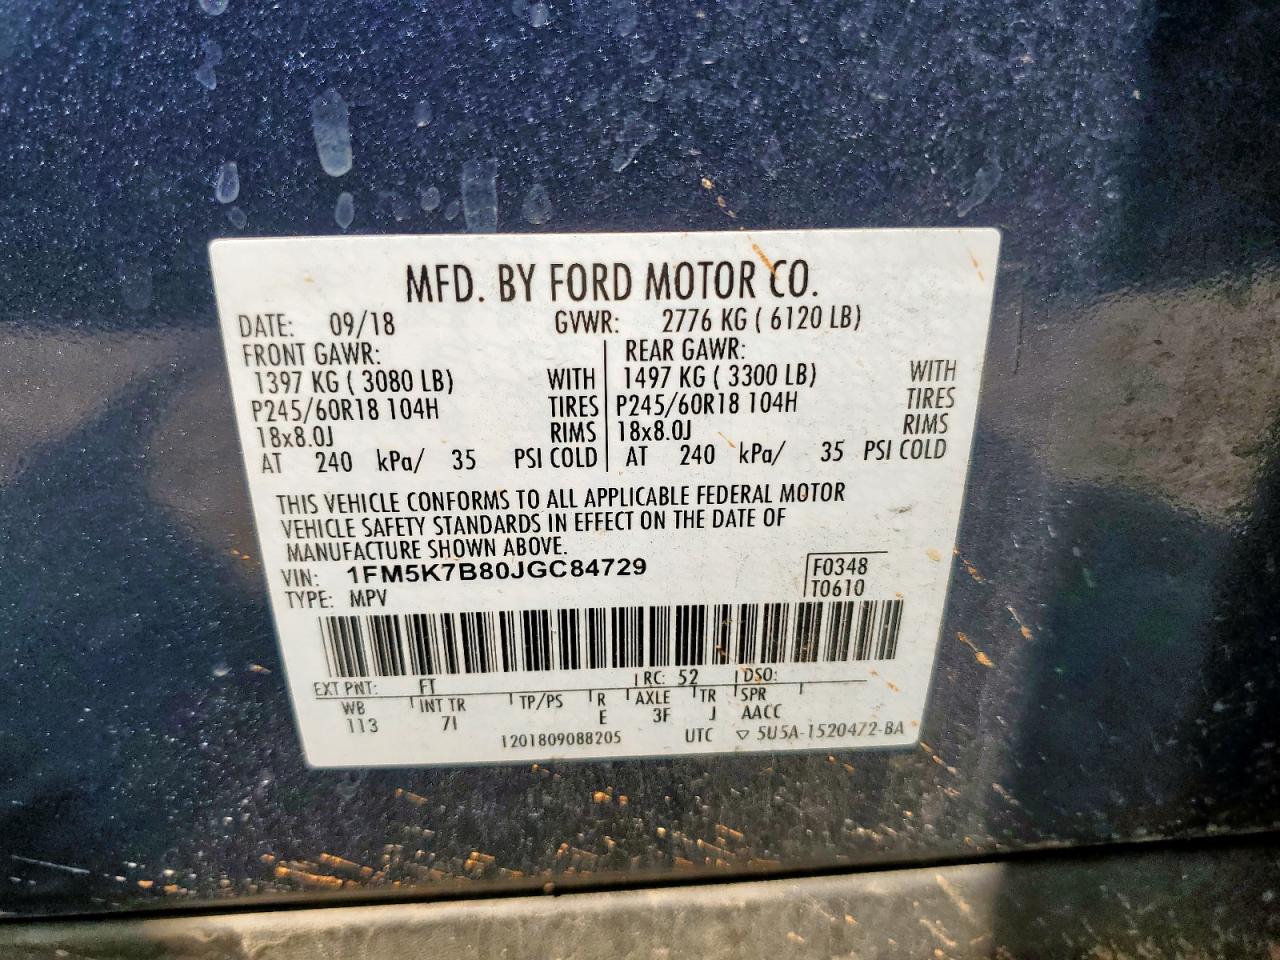 MFD. BY FORD MOTOR CO.
DATE: 09/18 GVWR: 2776 KG ( 6120 LB)
FRONT GAWR: REAR GAWR:
1397 KG ( 3080 LB) WITH 1497 KG ( 3300 LB) WITH
P245/60R18 104H TIRES P245/60R18 104H TIRES
18x8.0J RIMS 18x8.0J RIMS
AT 240 kPa/ 35 PSI COLD AT 240 kPa/ 35 PSI COLD
THIS VEHICLE CONFORMS TO ALL APPLICABLE FEDERAL MOTOR
VEHICLE SAFETY STANDARDS IN EFFECT ON THE DATE OF
MANUFACTURE SHOWN ABOVE.
VIN: 1FM5K7B80JGC84729 F0348
TYPE: MPV T0610
EXT PNT: FT RC: 52 DSO:
WB INT TR TP/PS R AXLE TR SPR
113 7I E 3F J AACC
1201809088205 UTC ▽ 5U5A-1520472-BA